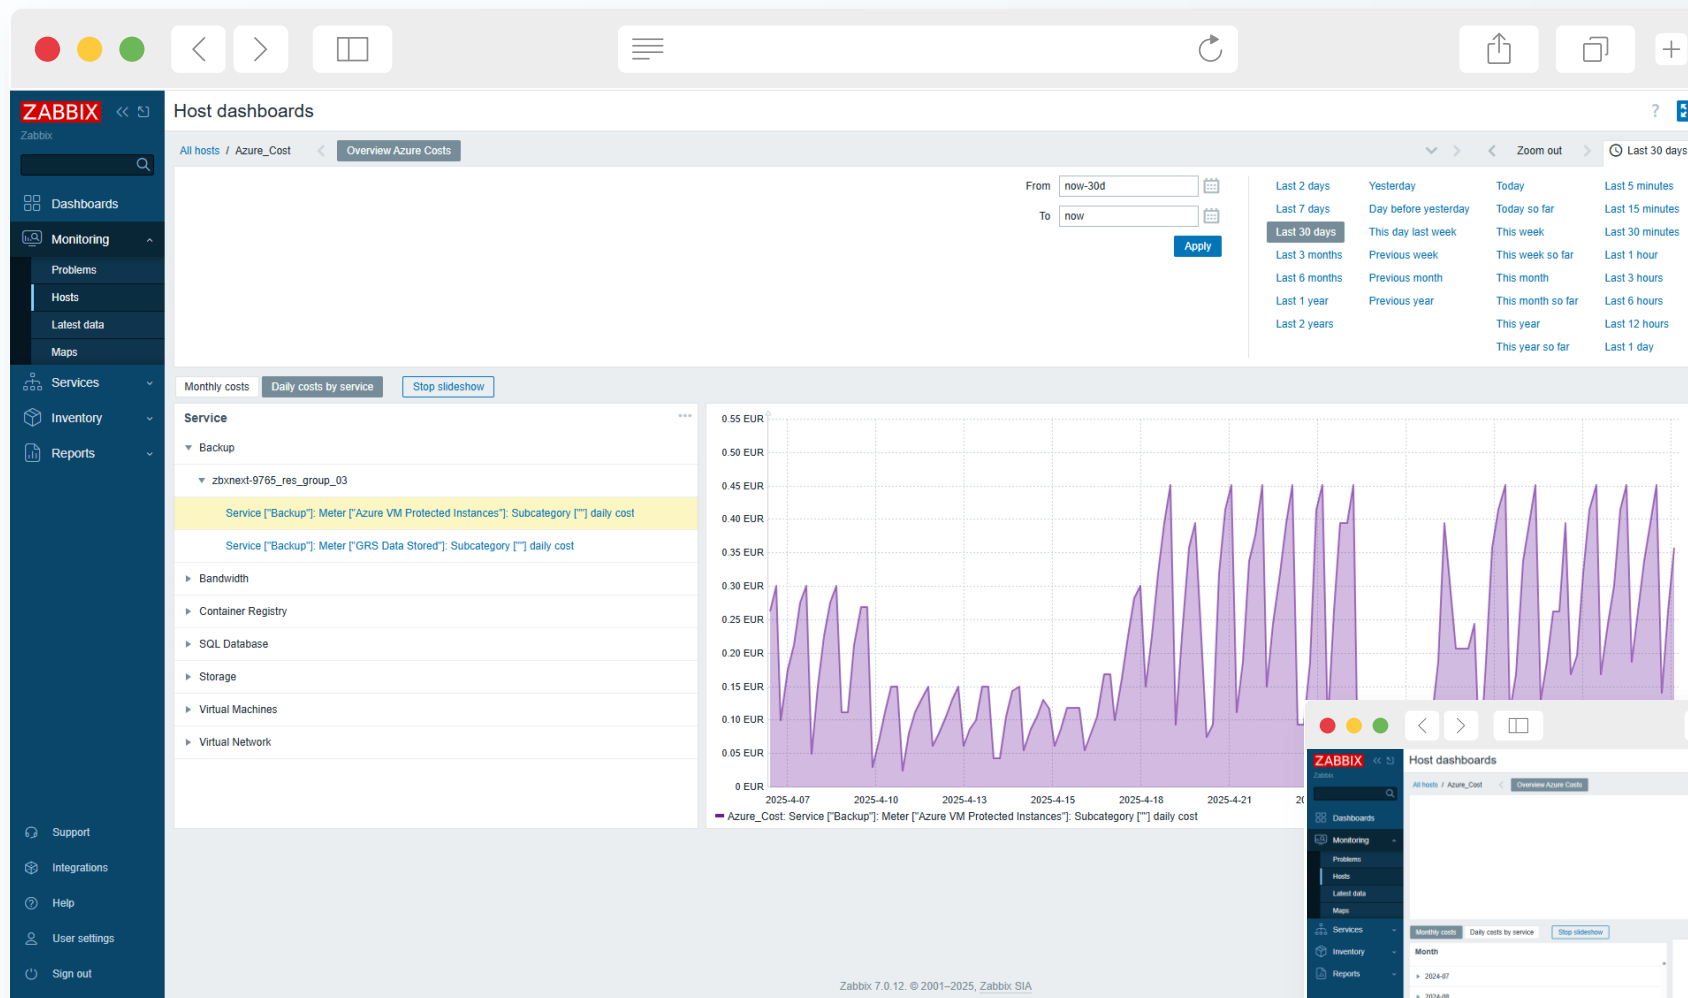 ZABBIX
Zabbix
Dashboards
Monitoring
Problems
Hosts
Latest data
Maps
Services
Inventory
Reports
Support
Integrations
Help
User settings
Sign out
Host dashboards
?
All hosts / Azure_Cost
Overview Azure Costs
Zoom out
Last 30 days
From now-30d
To now
Apply
Last 2 days Yesterday Today Last 5 minutes
Last 7 days Day before yesterday Today so far Last 15 minutes
Last 30 days This day last week This week Last 30 minutes
Last 3 months Previous week This week so far Last 1 hour
Last 6 months Previous month This month Last 3 hours
Last 1 year Previous year This month so far Last 6 hours
Last 2 years This year Last 12 hours
This year so far Last 1 day
Monthly costs Daily costs by service Stop slideshow
Service
Backup
zbxnext-9765_res_group_03
Service ["Backup"]: Meter ["Azure VM Protected Instances"]: Subcategory [""] daily cost
Service ["Backup"]: Meter ["GRS Data Stored"]: Subcategory [""] daily cost
Bandwidth
Container Registry
SQL Database
Storage
Virtual Machines
Virtual Network
0.55 EUR
0.50 EUR
0.45 EUR
0.40 EUR
0.35 EUR
0.30 EUR
0.25 EUR
0.20 EUR
0.15 EUR
0.10 EUR
0.05 EUR
0 EUR
2025-4-07 2025-4-10 2025-4-13 2025-4-15 2025-4-18 2025-4-21
Azure_Cost: Service ["Backup"]: Meter ["Azure VM Protected Instances"]: Subcategory [""] daily cost
Zabbix 7.0.12. © 2001–2025, Zabbix SIA
ZABBIX
Zabbix
Dashboards
Monitoring
Problems
Hosts
Latest data
Maps
Services
Inventory
Reports
Host dashboards
All hosts / Azure_Cost
Overview Azure Costs
Monthly costs Daily costs by service Stop slideshow
Month
2024-07
2024-08